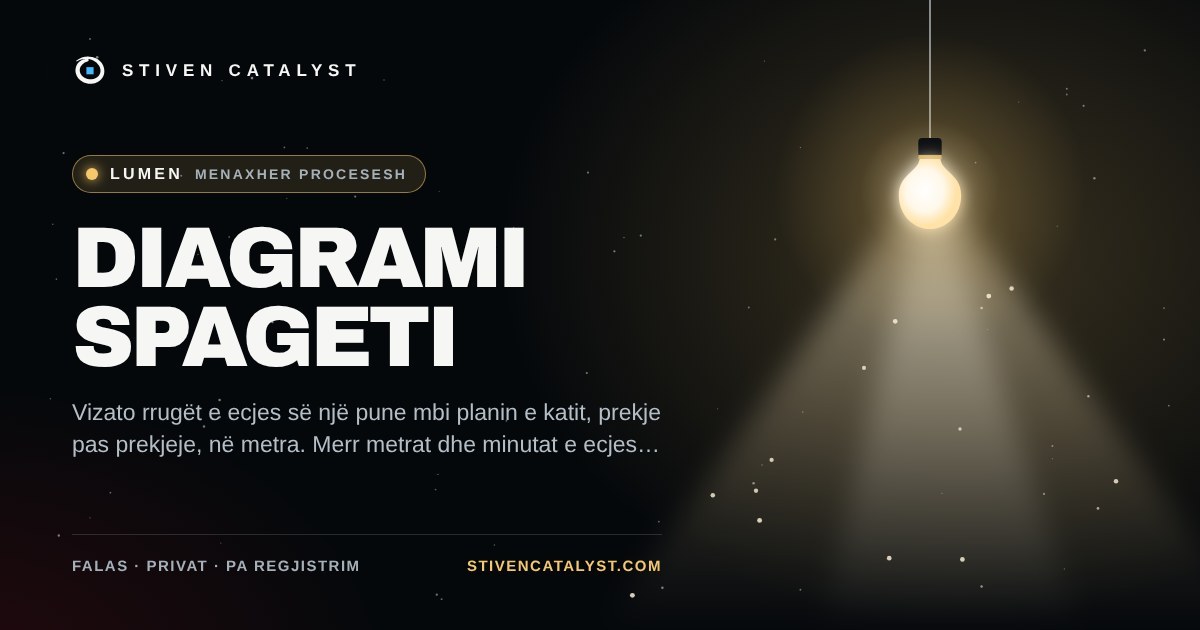 STIVEN CATALYST
LUMEN MENAXHER PROCESESH
DIAGRAMI
SPAGETI
Vizato rrugët e ecjes së një pune mbi planin e katit, prekje
pas prekjeje, në metra. Merr metrat dhe minutat e ecjes…
FALAS · PRIVAT · PA REGJISTRIM
STIVENCATALYST.COM